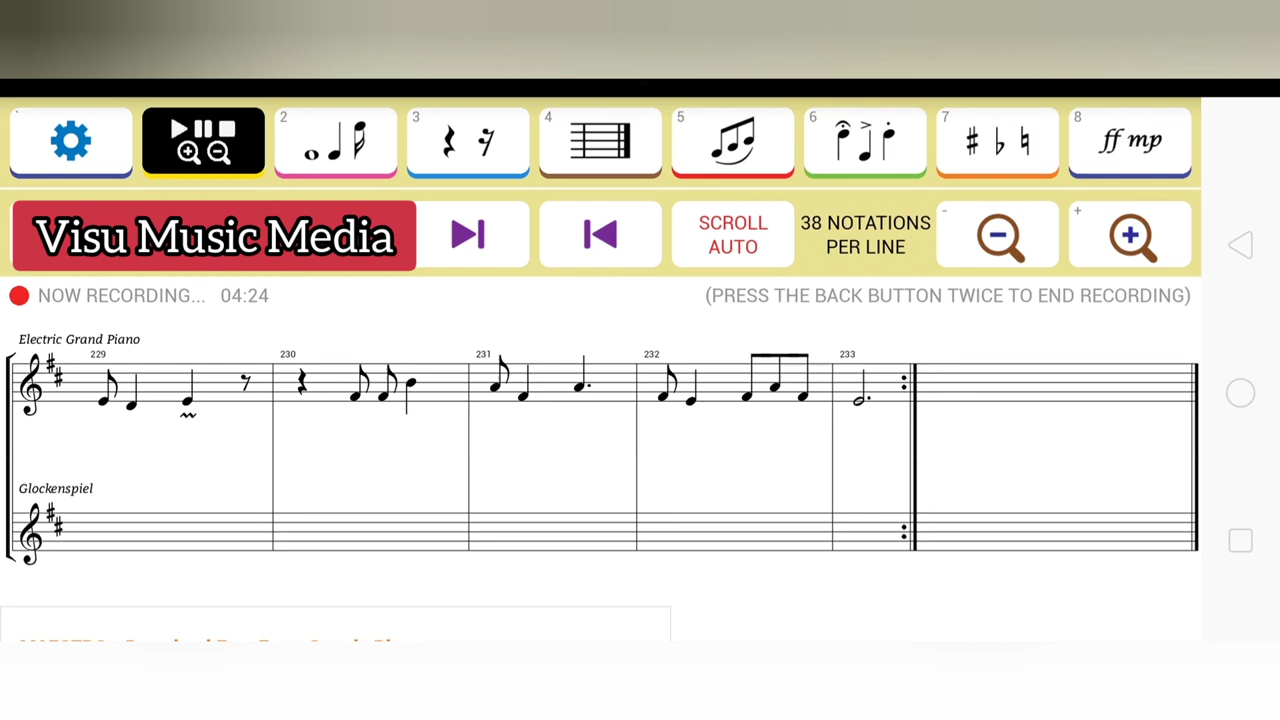 2 3 4 5 6 7 8
ff mp
Visu Music Media
SCROLL
AUTO
38 NOTATIONS
PER LINE
- +
NOW RECORDING... 04:24
(PRESS THE BACK BUTTON TWICE TO END RECORDING)
Electric Grand Piano
229 230 231 232 233
Glockenspiel